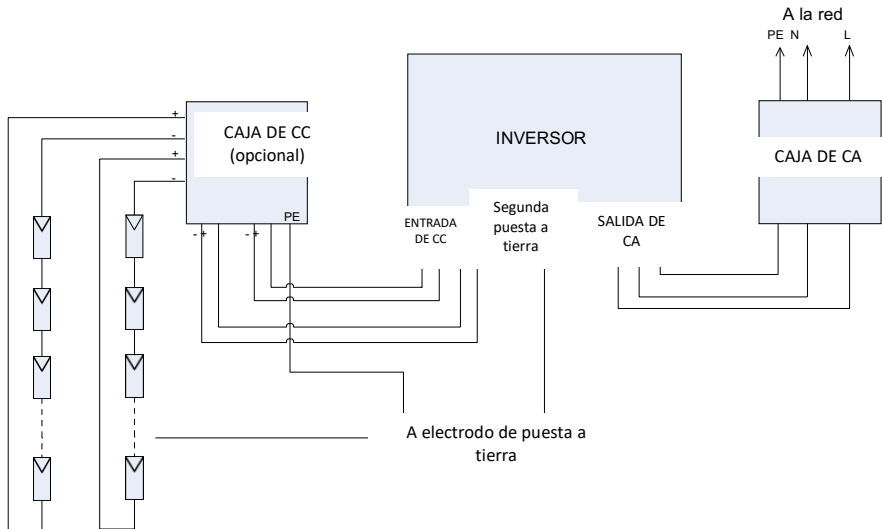 A la red
PE N L
+
-
+
-
CAJA DE CC
(opcional)
PE
- +
- +
INVERSOR
ENTRADA
DE CC
Segunda
puesta a
tierra
SALIDA DE
CA
CAJA DE CA
A electrodo de puesta a
tierra